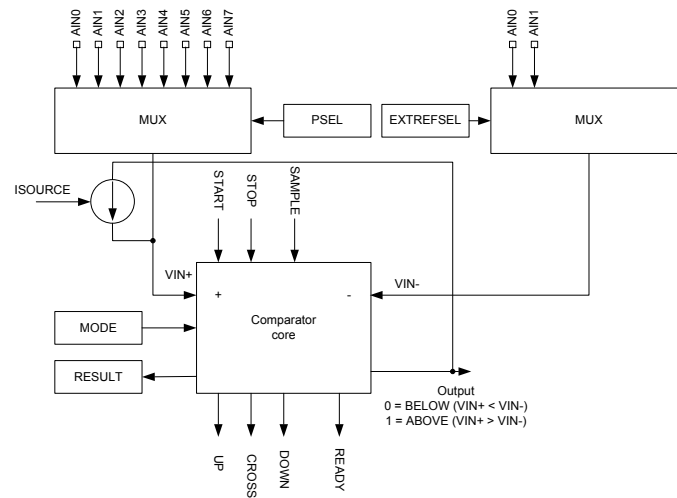 AIN0
AIN1
AIN2
AIN3
AIN4
AIN5
AIN6
AIN7
AIN0
AIN1
MUX
PSEL
EXTREFSEL
MUX
ISOURCE
START
STOP
SAMPLE
VIN+
VIN-
+
-
MODE
Comparator
core
RESULT
Output
0 = BELOW (VIN+ < VIN-)
1 = ABOVE (VIN+ > VIN-)
UP
CROSS
DOWN
READY